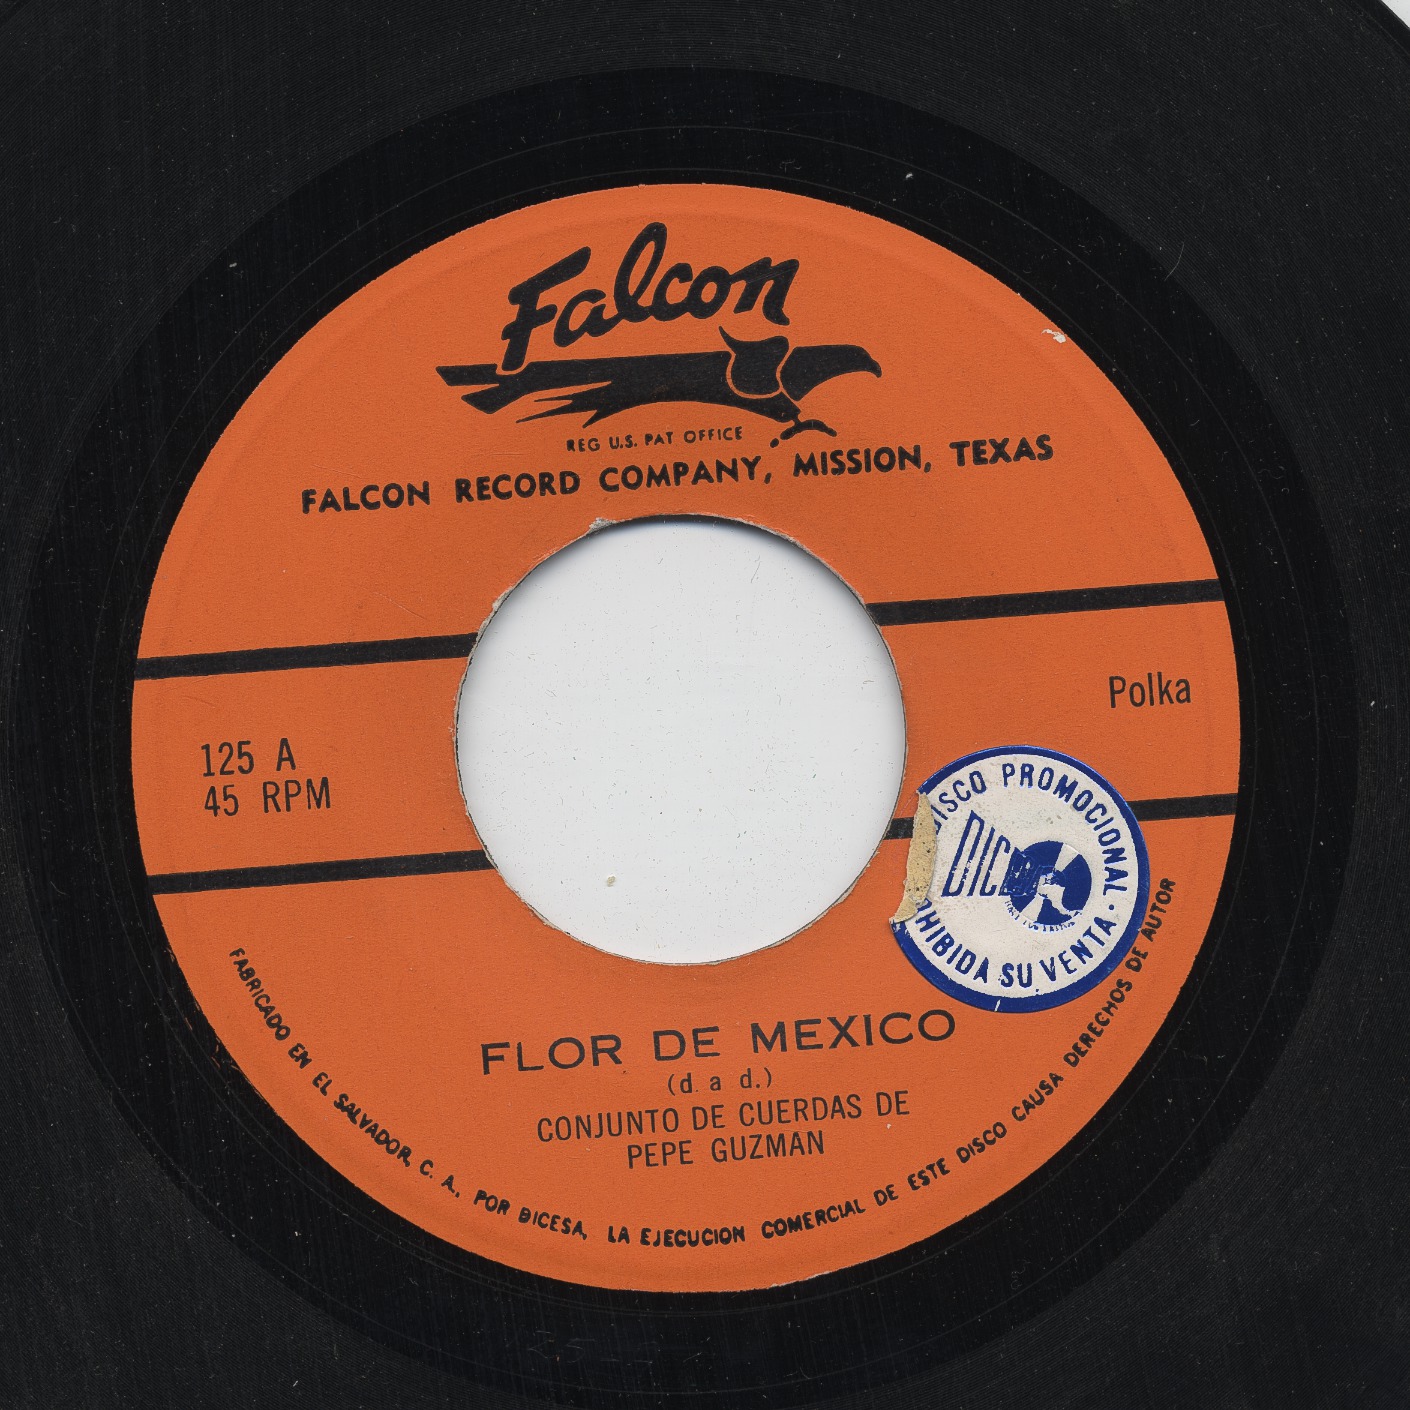 Falcon
REG U.S. PAT OFFICE
FALCON RECORD COMPANY, MISSION, TEXAS
Polka
125 A
45 RPM
DISCO PROMOCIONAL
DICESA
HIBIDA SU VENTA
FLOR DE MEXICO
(d. a d.)
CONJUNTO DE CUERDAS DE
PEPE GUZMAN
FABRICADO EN EL SALVADOR, C. A., POR DICESA, LA EJECUCION COMERCIAL DE ESTE DISCO CAUSA DERECHOS DE AUTOR